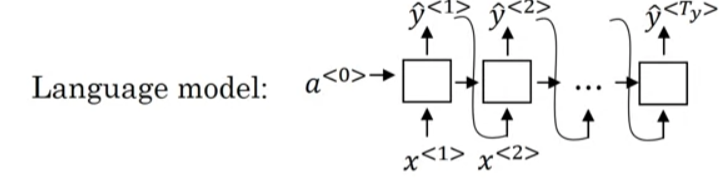 ŷ<1> ŷ<2> ŷ<Ty>
Language model: a<0> ...
x<1> x<2>